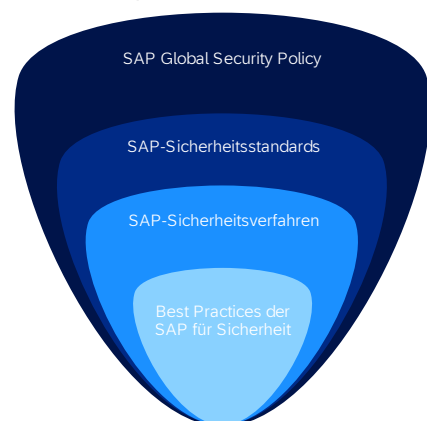 SAP Global Security Policy
SAP-Sicherheitsstandards
SAP-Sicherheitsverfahren
Best Practices der
SAP für Sicherheit